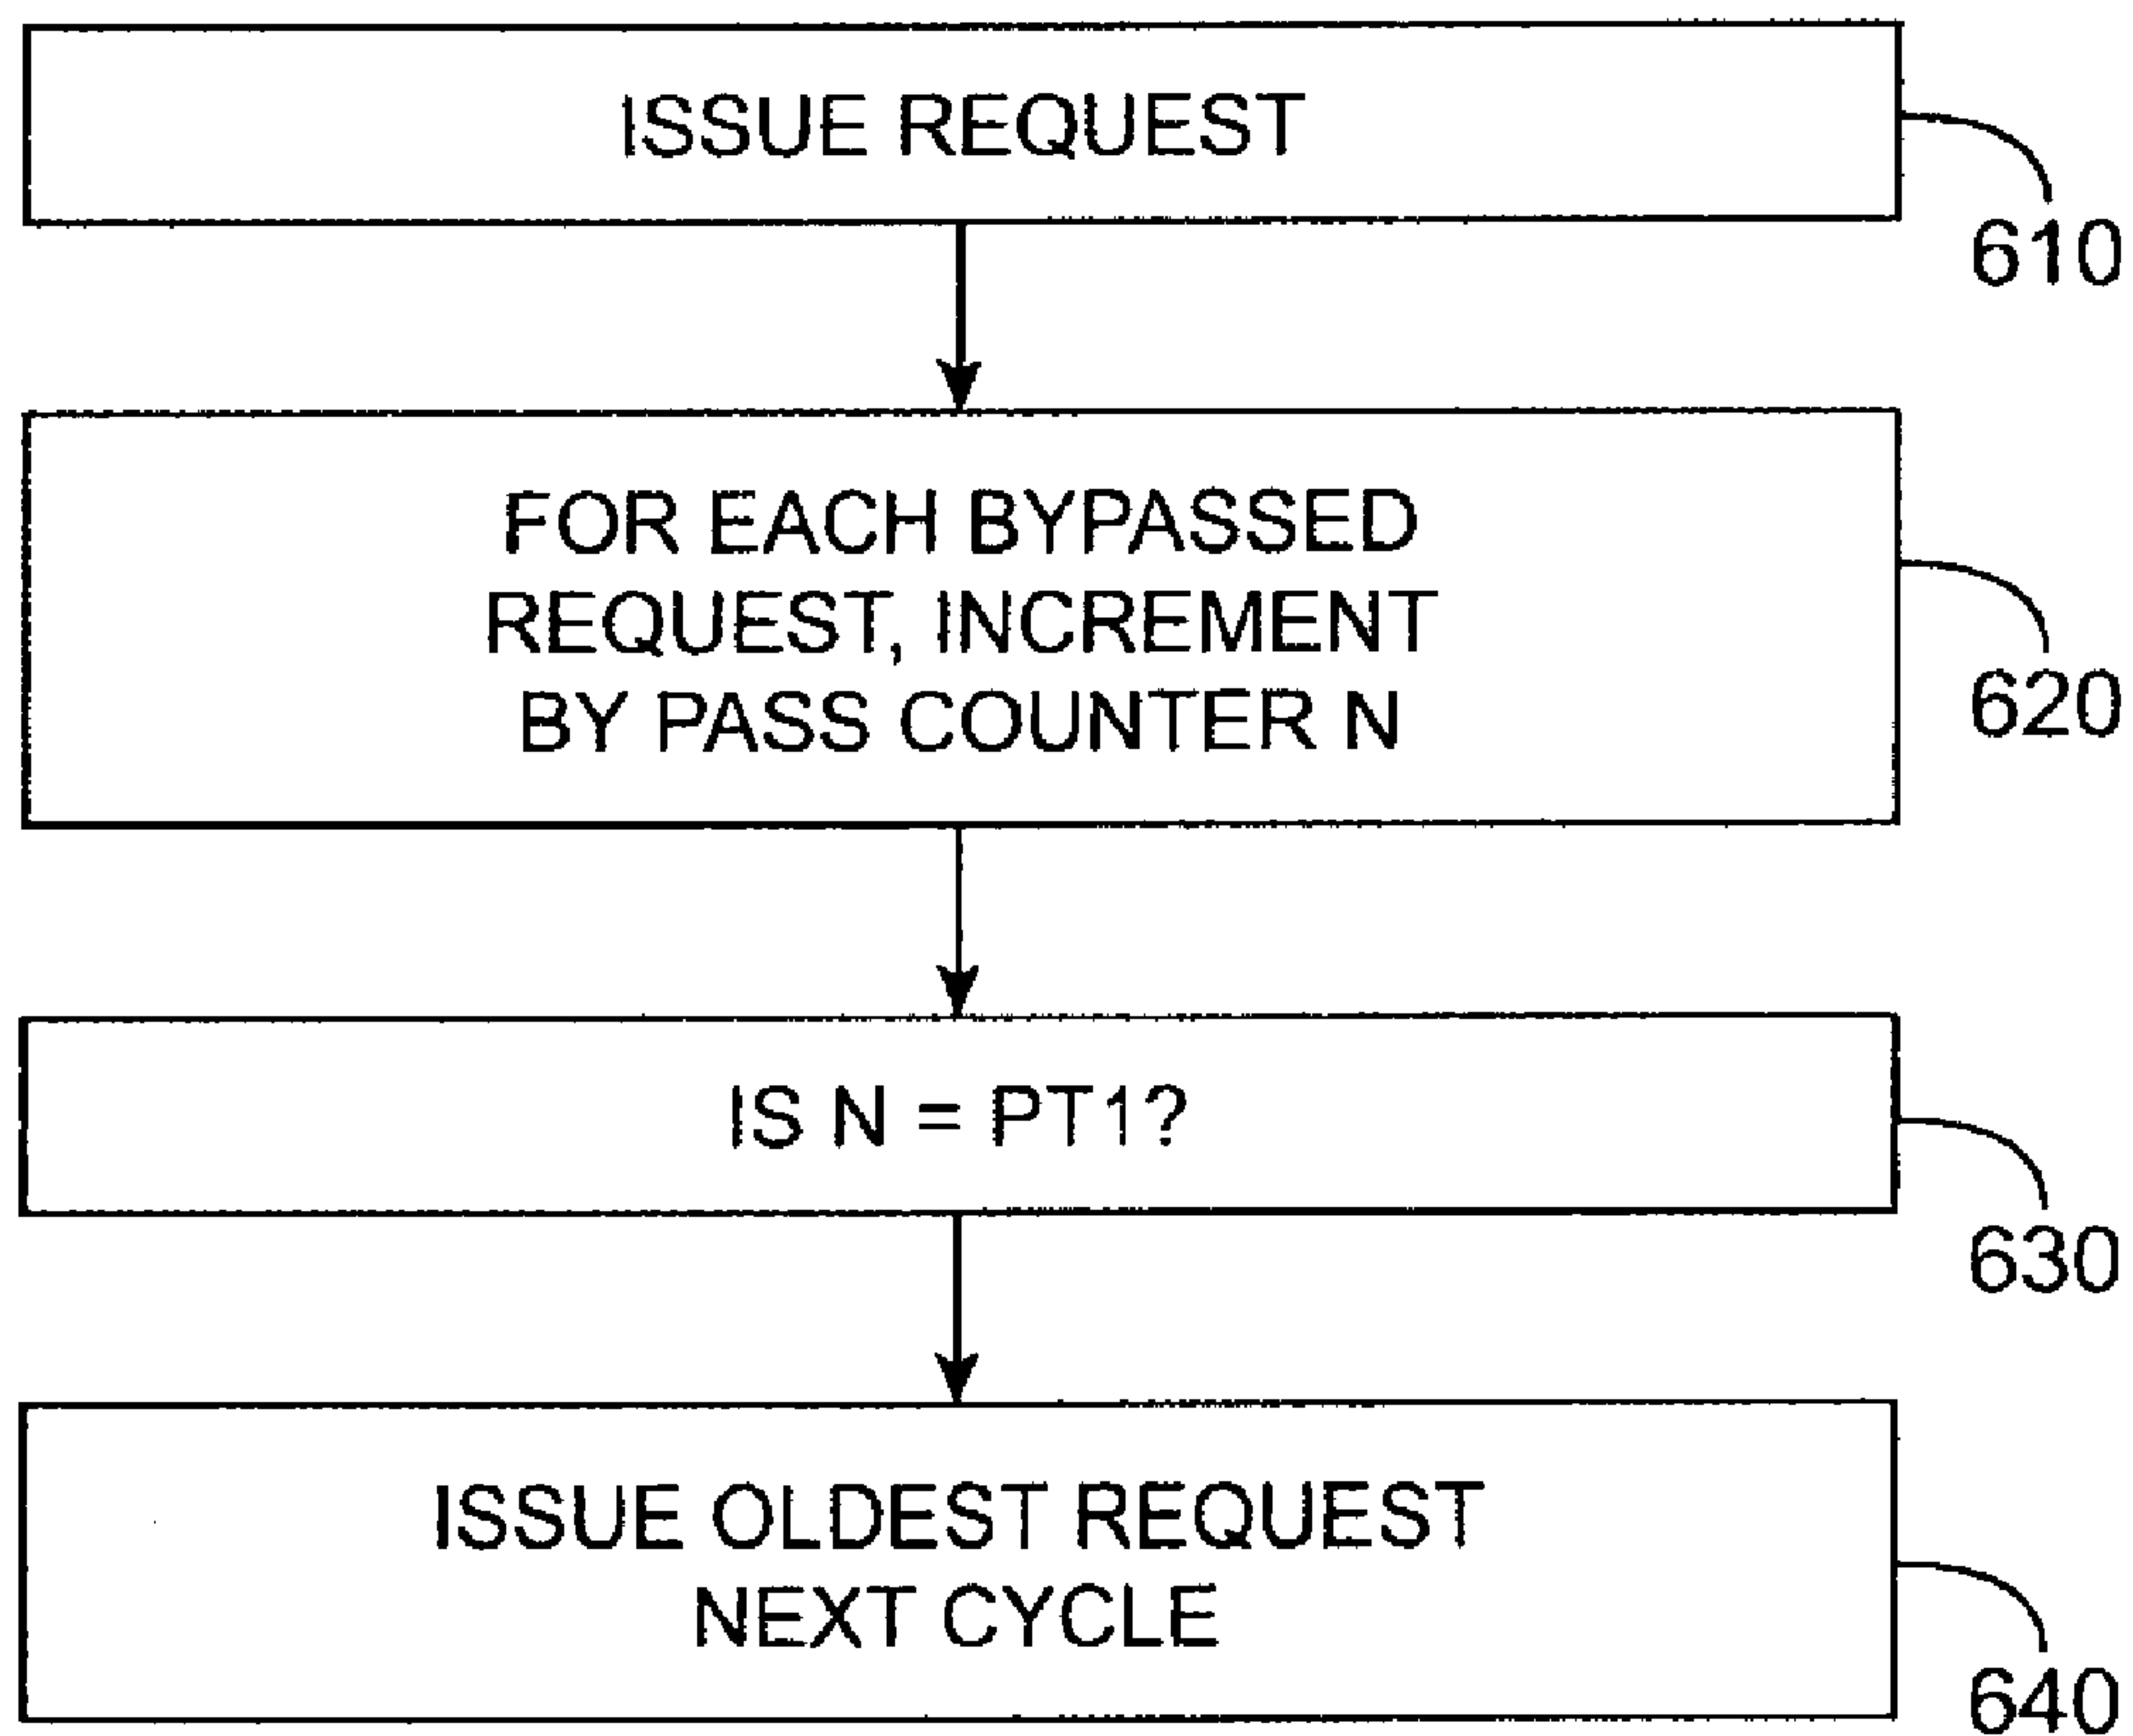 ISSUE REQUEST
610
FOR EACH BYPASSED
REQUEST, INCREMENT
BY PASS COUNTER N
620
IS N = PT1?
630
ISSUE OLDEST REQUEST
NEXT CYCLE
640